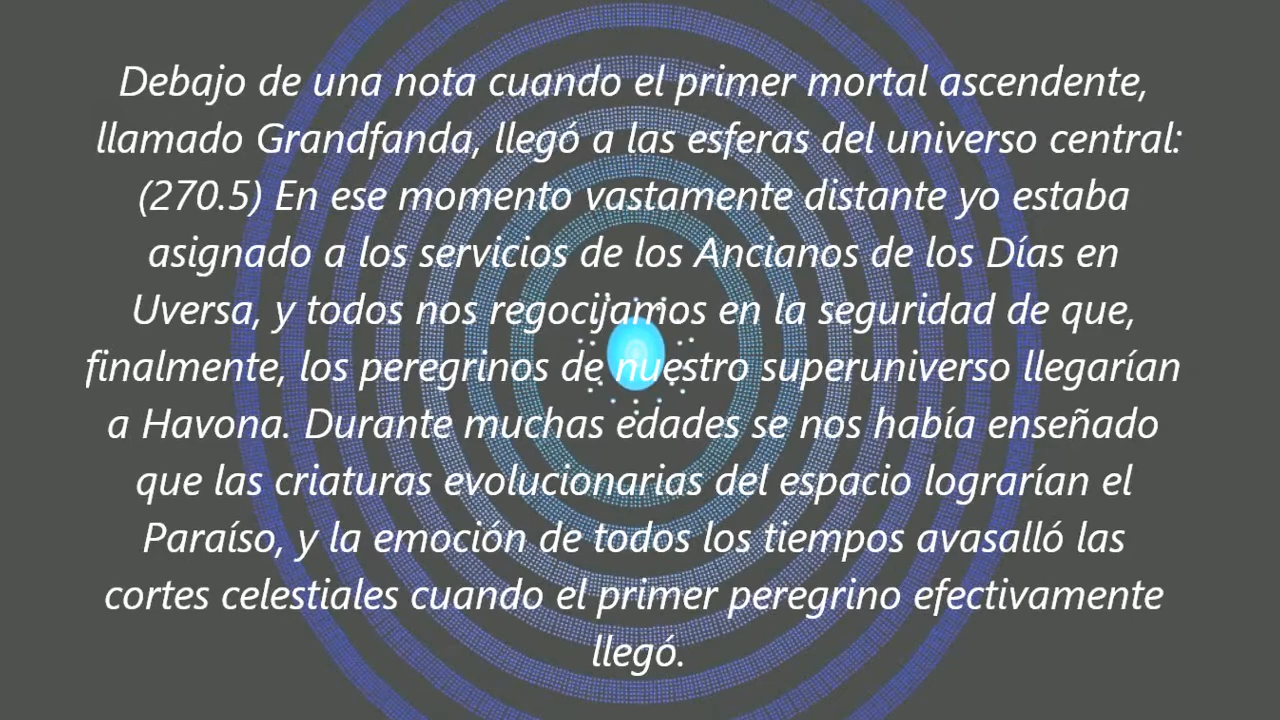 Debajo de una nota cuando el primer mortal ascendente,
llamado Grandfanda, llegó a las esferas del universo central:
(270.5) En ese momento vastamente distante yo estaba
asignado a los servicios de los Ancianos de los Días en
Uversa, y todos nos regocijamos en la seguridad de que,
finalmente, los peregrinos de nuestro superuniverso llegarían
a Havona. Durante muchas edades se nos había enseñado
que las criaturas evolucionarias del espacio lograrían el
Paraíso, y la emoción de todos los tiempos avasalló las
cortes celestiales cuando el primer peregrino efectivamente
llegó.